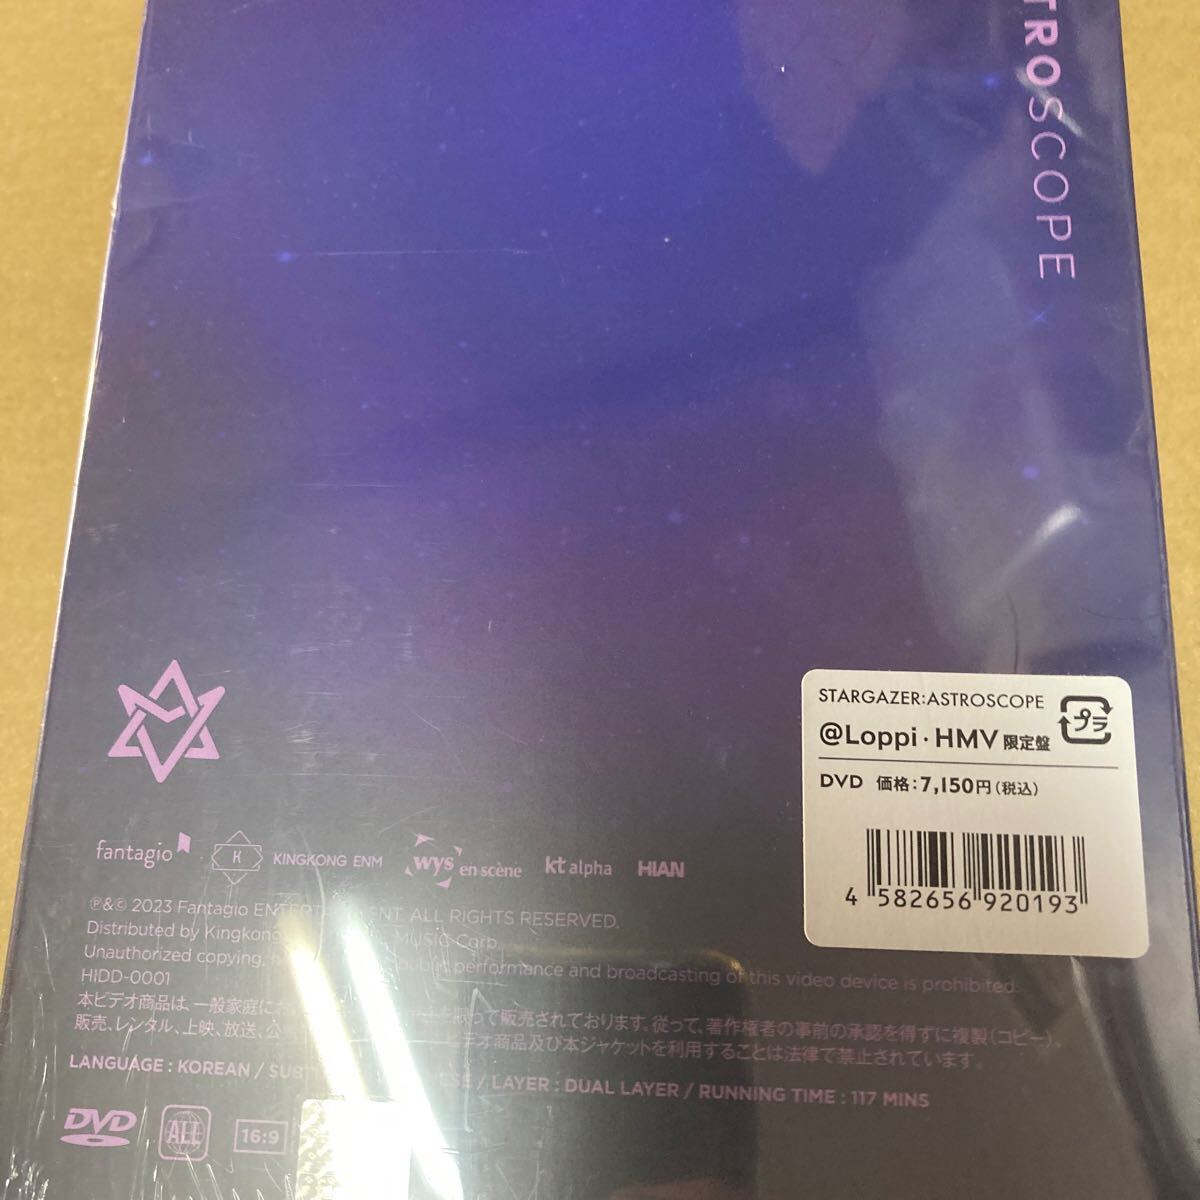 TROSCOPE
STARGAZER:ASTROSCOPE
プラ
@Loppi・HMV限定盤
DVD 価格:7,150円(税込)
4 582656 920193
fantagio
K KINGKONG ENM
wys en scène
kt alpha
HIAN
℗&© 2023 Fantagio ENTERTAINMENT. ALL RIGHTS RESERVED.
Distributed by Kingkong MUSIC Corp
Unauthorized copying, public performance and broadcasting of this video device is prohibited.
HIDD-0001
本ビデオ商品は、一般家庭にお って販売されております。従って、著作権者の事前の承認を得ずに複製(コピー)。
販売、レンタル、上映、放送、公 ビデオ商品及び本ジャケットを利用することは法律で禁止されています。
LANGUAGE : KOREAN / SUB / LAYER : DUAL LAYER / RUNNING TIME : 117 MINS
DVD ALL 16:9